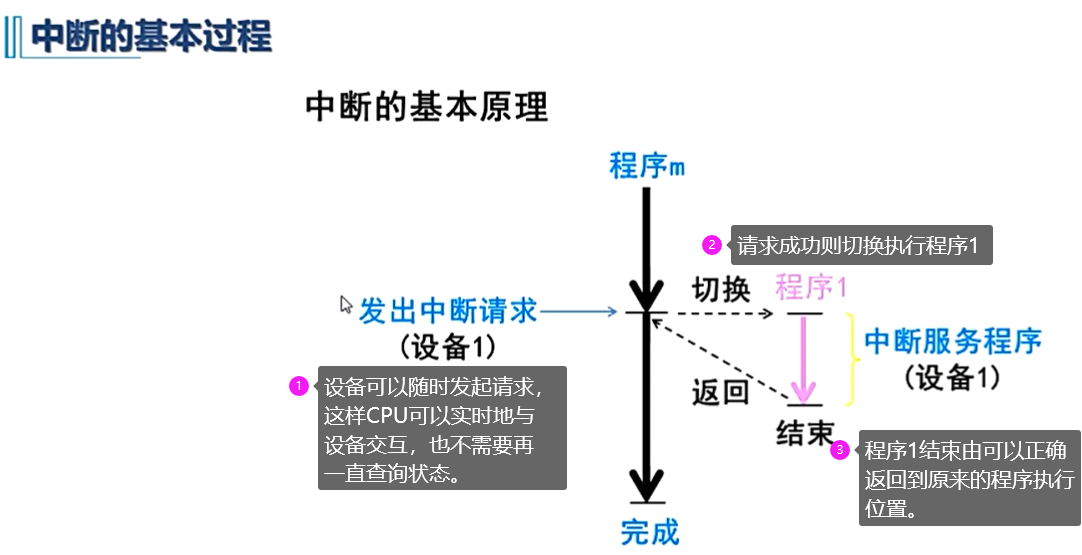 中断的基本过程
中断的基本原理
程序m
2
请求成功则切换执行程序1
切换
程序1
发出中断请求
(设备1)
中断服务程序
(设备1)
1
设备可以随时发起请求，
这样CPU可以实时地与
设备交互，也不需要再
一直查询状态。
返回
结束
3
程序1结束由可以正确
返回到原来的程序执行
位置。
完成